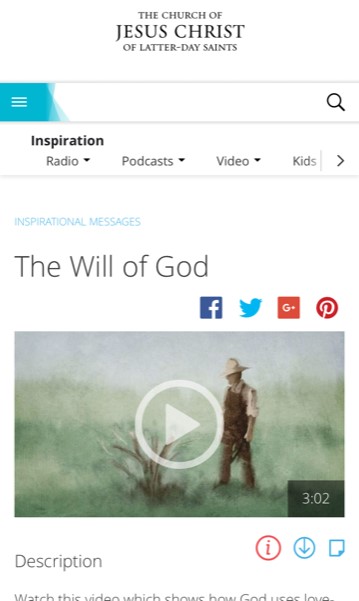 THE CHURCH OF
JESUS CHRIST
OF LATTER-DAY SAINTS
Inspiration
Radio Podcasts Video Kids
INSPIRATIONAL MESSAGES
The Will of God
G+
3:02
Description
Watch this video which shows how God uses love-